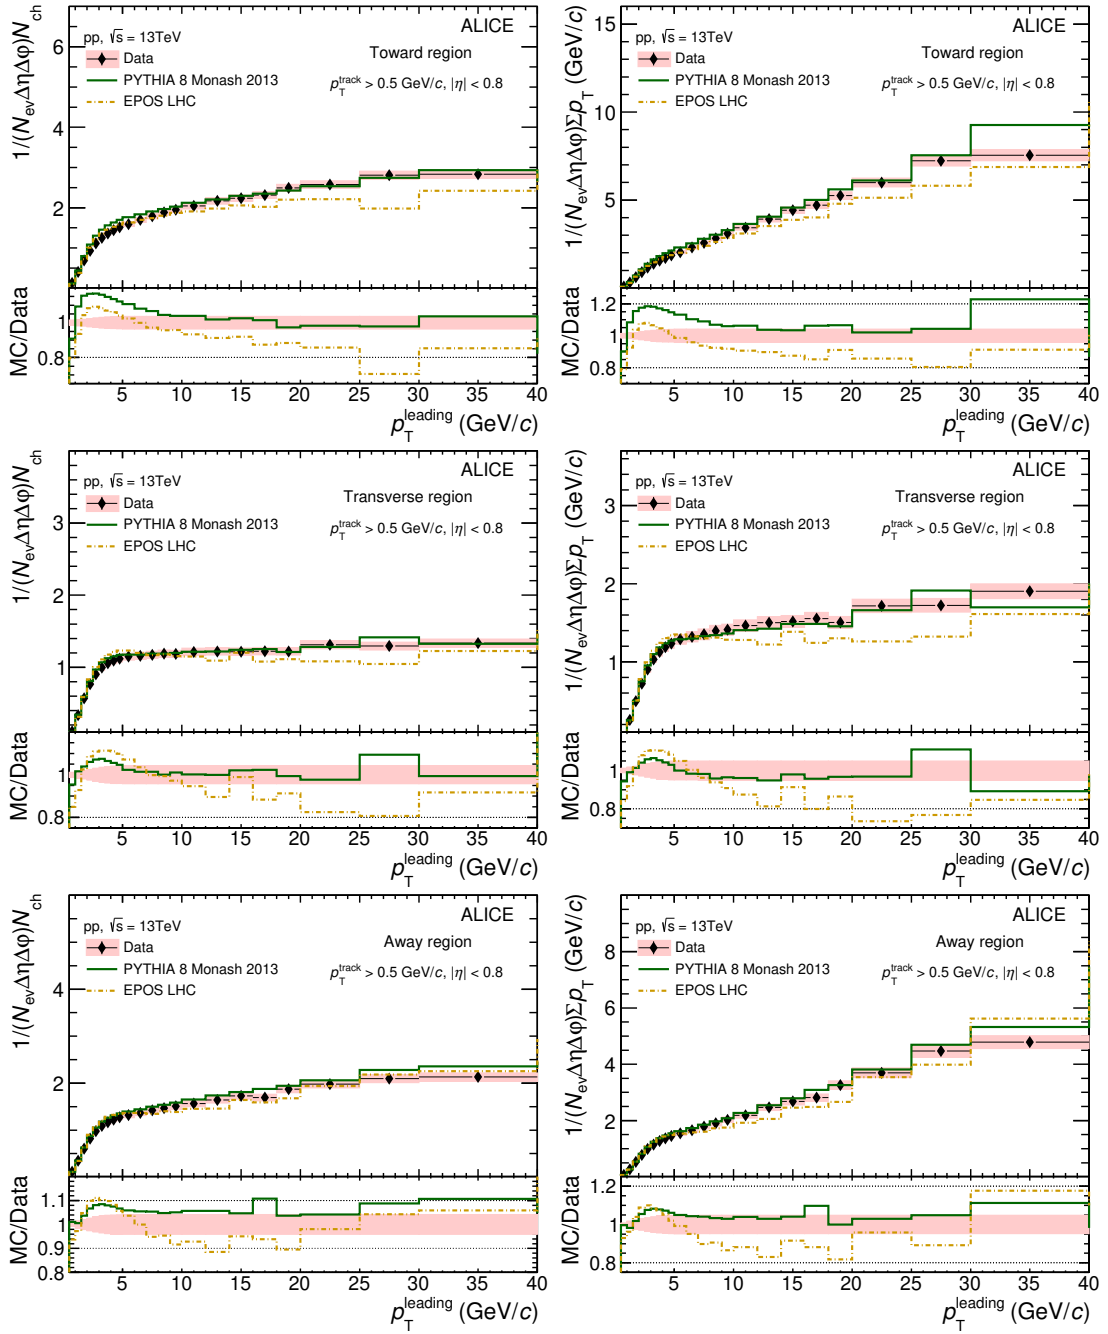 1/(N_ev ΔηΔφ)N_ch
ALICE
pp, √s = 13TeV
Toward region
Data
PYTHIA 8 Monash 2013
p_T^track > 0.5 GeV/c, |η| < 0.8
EPOS LHC
6
4
2
MC/Data
1
0.8
5 10 15 20 25 30 35 40
p_T^leading (GeV/c)
1/(N_ev ΔηΔφ)Σp_T (GeV/c)
ALICE
pp, √s = 13TeV
Toward region
Data
PYTHIA 8 Monash 2013
p_T^track > 0.5 GeV/c, |η| < 0.8
EPOS LHC
15
10
5
MC/Data
1.2
1
0.8
5 10 15 20 25 30 35 40
p_T^leading (GeV/c)
1/(N_ev ΔηΔφ)N_ch
ALICE
pp, √s = 13TeV
Transverse region
Data
PYTHIA 8 Monash 2013
p_T^track > 0.5 GeV/c, |η| < 0.8
EPOS LHC
3
2
1
MC/Data
1
0.8
5 10 15 20 25 30 35 40
p_T^leading (GeV/c)
1/(N_ev ΔηΔφ)Σp_T (GeV/c)
ALICE
pp, √s = 13TeV
Transverse region
Data
PYTHIA 8 Monash 2013
p_T^track > 0.5 GeV/c, |η| < 0.8
EPOS LHC
3
2
1
MC/Data
1
0.8
5 10 15 20 25 30 35 40
p_T^leading (GeV/c)
1/(N_ev ΔηΔφ)N_ch
ALICE
pp, √s = 13TeV
Away region
Data
PYTHIA 8 Monash 2013
p_T^track > 0.5 GeV/c, |η| < 0.8
EPOS LHC
4
2
MC/Data
1.1
1
0.9
0.8
5 10 15 20 25 30 35 40
p_T^leading (GeV/c)
1/(N_ev ΔηΔφ)Σp_T (GeV/c)
ALICE
pp, √s = 13TeV
Away region
Data
PYTHIA 8 Monash 2013
p_T^track > 0.5 GeV/c, |η| < 0.8
EPOS LHC
8
6
4
2
MC/Data
1.2
1
0.8
5 10 15 20 25 30 35 40
p_T^leading (GeV/c)